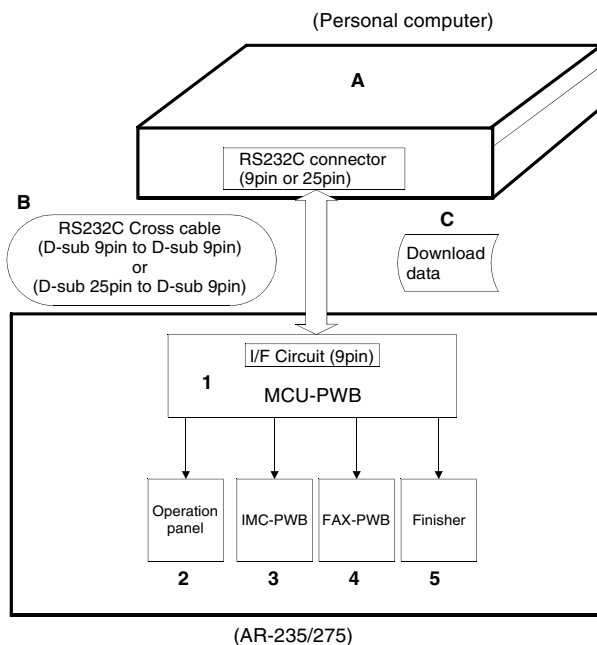 (Personal computer)
A
RS232C connector
(9pin or 25pin)
B
RS232C Cross cable
(D-sub 9pin to D-sub 9pin)
or
(D-sub 25pin to D-sub 9pin)
C
Download
data
I/F Circuit (9pin)
1
MCU-PWB
Operation
panel
IMC-PWB
FAX-PWB
Finisher
2
3
4
5
(AR-235/275)